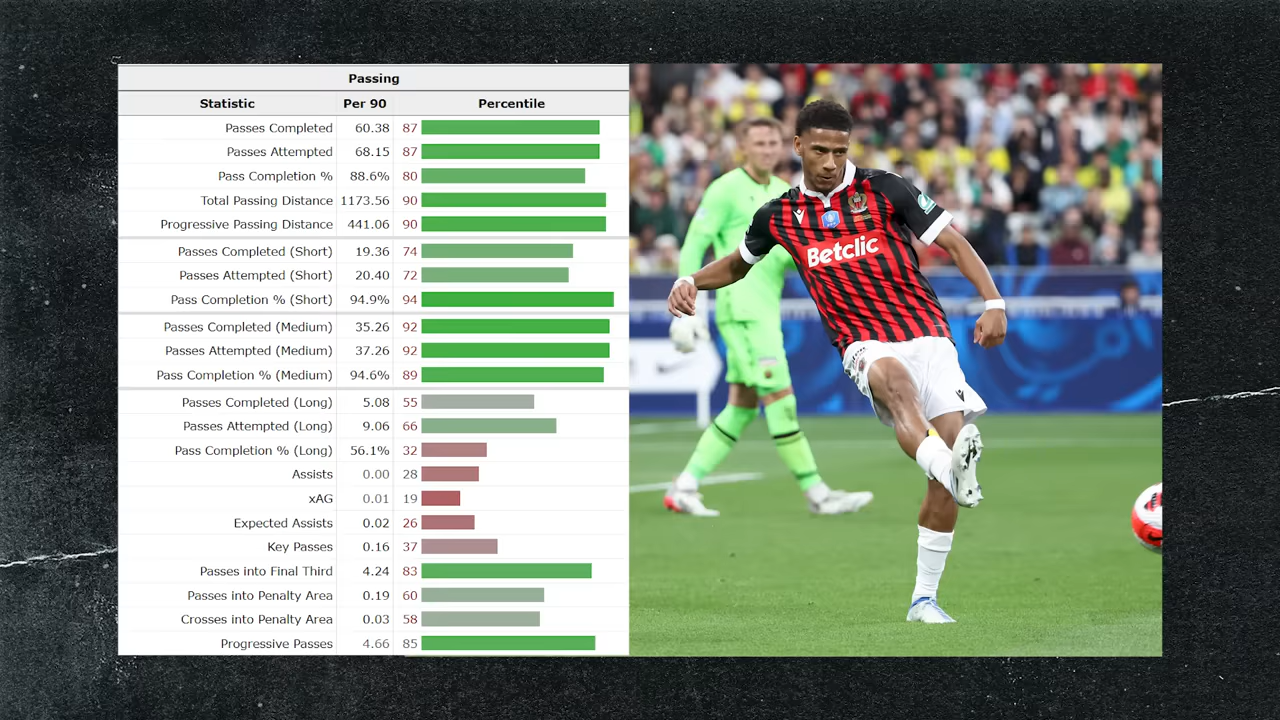 Passing
Statistic Per 90 Percentile
Passes Completed 60.38 87
Passes Attempted 68.15 87
Pass Completion % 88.6% 80
Total Passing Distance 1173.56 90
Progressive Passing Distance 441.06 90
Passes Completed (Short) 19.36 74
Passes Attempted (Short) 20.40 72
Pass Completion % (Short) 94.9% 94
Passes Completed (Medium) 35.26 92
Passes Attempted (Medium) 37.26 92
Pass Completion % (Medium) 94.6% 89
Passes Completed (Long) 5.08 55
Passes Attempted (Long) 9.06 66
Pass Completion % (Long) 56.1% 32
Assists 0.00 28
xAG 0.01 19
Expected Assists 0.02 26
Key Passes 0.16 37
Passes into Final Third 4.24 83
Passes into Penalty Area 0.19 60
Crosses into Penalty Area 0.03 58
Progressive Passes 4.66 85
Betclic